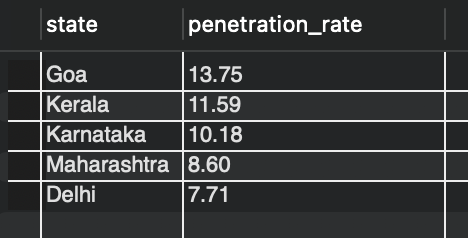 state penetration_rate
Goa 13.75
Kerala 11.59
Karnataka 10.18
Maharashtra 8.60
Delhi 7.71